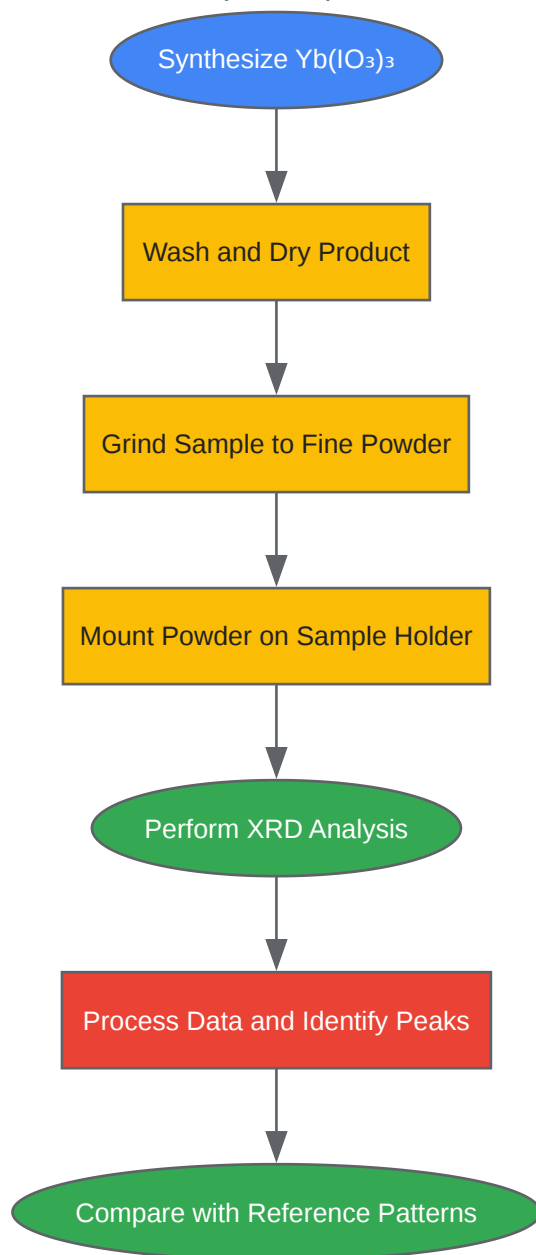 Synthesize Yb(IO₃)₃
Wash and Dry Product
Grind Sample to Fine Powder
Mount Powder on Sample Holder
Perform XRD Analysis
Process Data and Identify Peaks
Compare with Reference Patterns